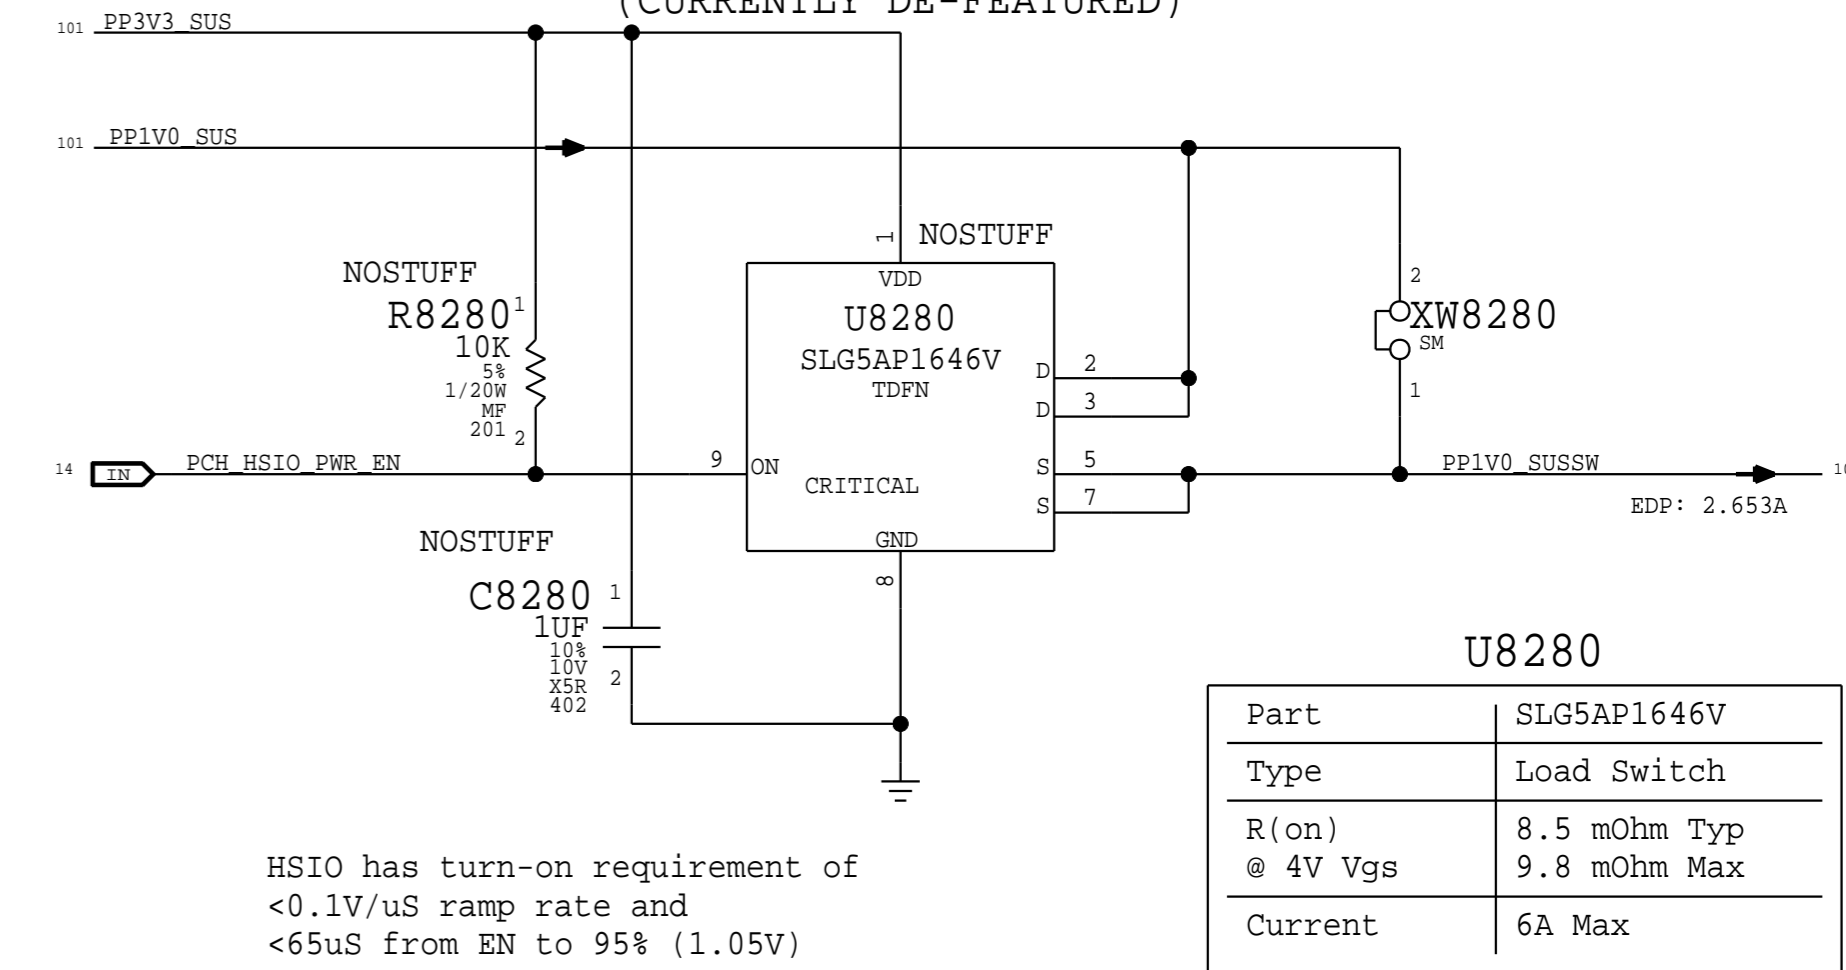 (CURRENTLY DE-FEATURED)
101 PP3V3_SUS
101 PP1V0_SUS
1 NOSTUFF
NOSTUFF
R8280 1
10K
5%
1/20W
MF
201 2
VDD
U8280
SLG5AP1646V
TDFN
D 2
D 3
2
XW8280
SM
1
14 IN PCH_HSIO_PWR_EN
9 ON
CRITICAL
S 5
S 7
PP1V0_SUSSW
EDP: 2.653A
GND
8
NOSTUFF
C8280 1
1UF
10%
10V
X5R
402
2
U8280
Part SLG5AP1646V
Type Load Switch
R(on) 8.5 mOhm Typ
@ 4V Vgs 9.8 mOhm Max
Current 6A Max
HSIO has turn-on requirement of
<0.1V/uS ramp rate and
<65uS from EN to 95% (1.05V)